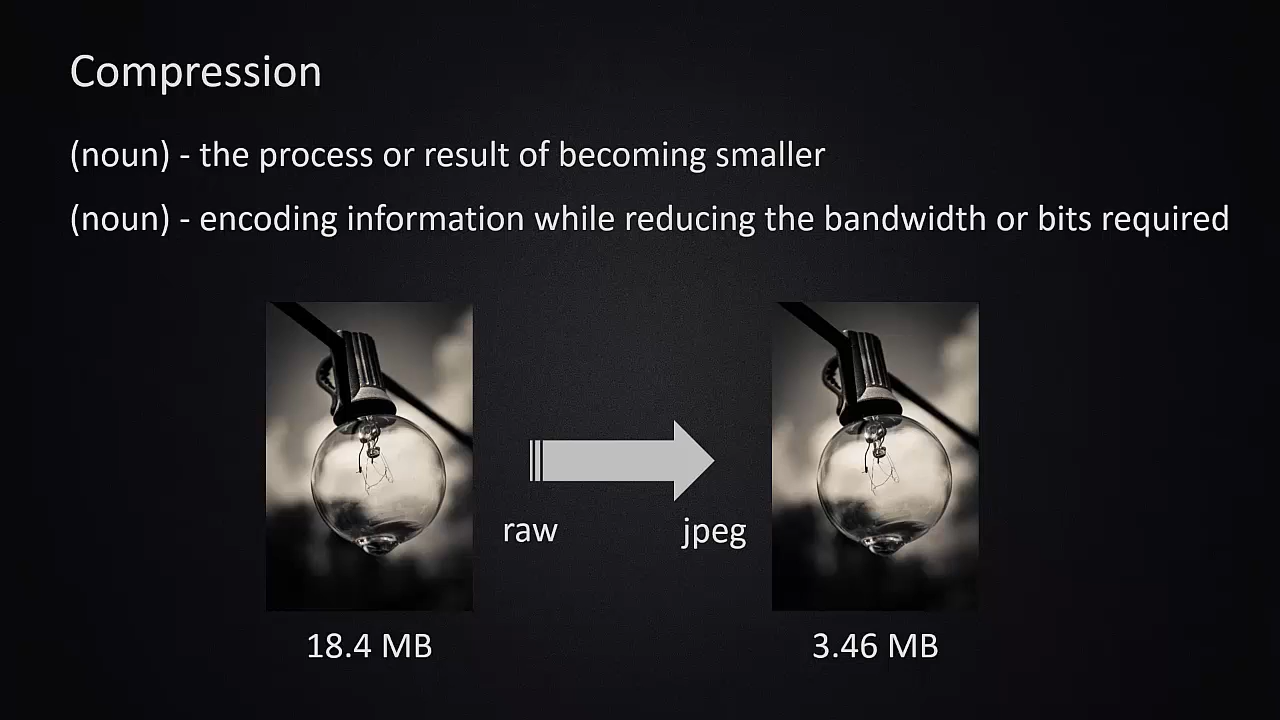 Compression
(noun) - the process or result of becoming smaller
(noun) - encoding information while reducing the bandwidth or bits required
raw jpeg
18.4 MB 3.46 MB